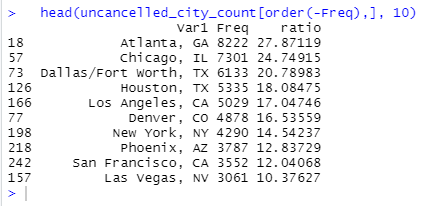 > head(uncancelled_city_count[order(-Freq),], 10)
Var1 Freq ratio
18 Atlanta, GA 8222 27.87119
57 Chicago, IL 7301 24.74915
73 Dallas/Fort Worth, TX 6133 20.78983
126 Houston, TX 5335 18.08475
166 Los Angeles, CA 5029 17.04746
77 Denver, CO 4878 16.53559
198 New York, NY 4290 14.54237
218 Phoenix, AZ 3787 12.83729
242 San Francisco, CA 3552 12.04068
157 Las Vegas, NV 3061 10.37627
>